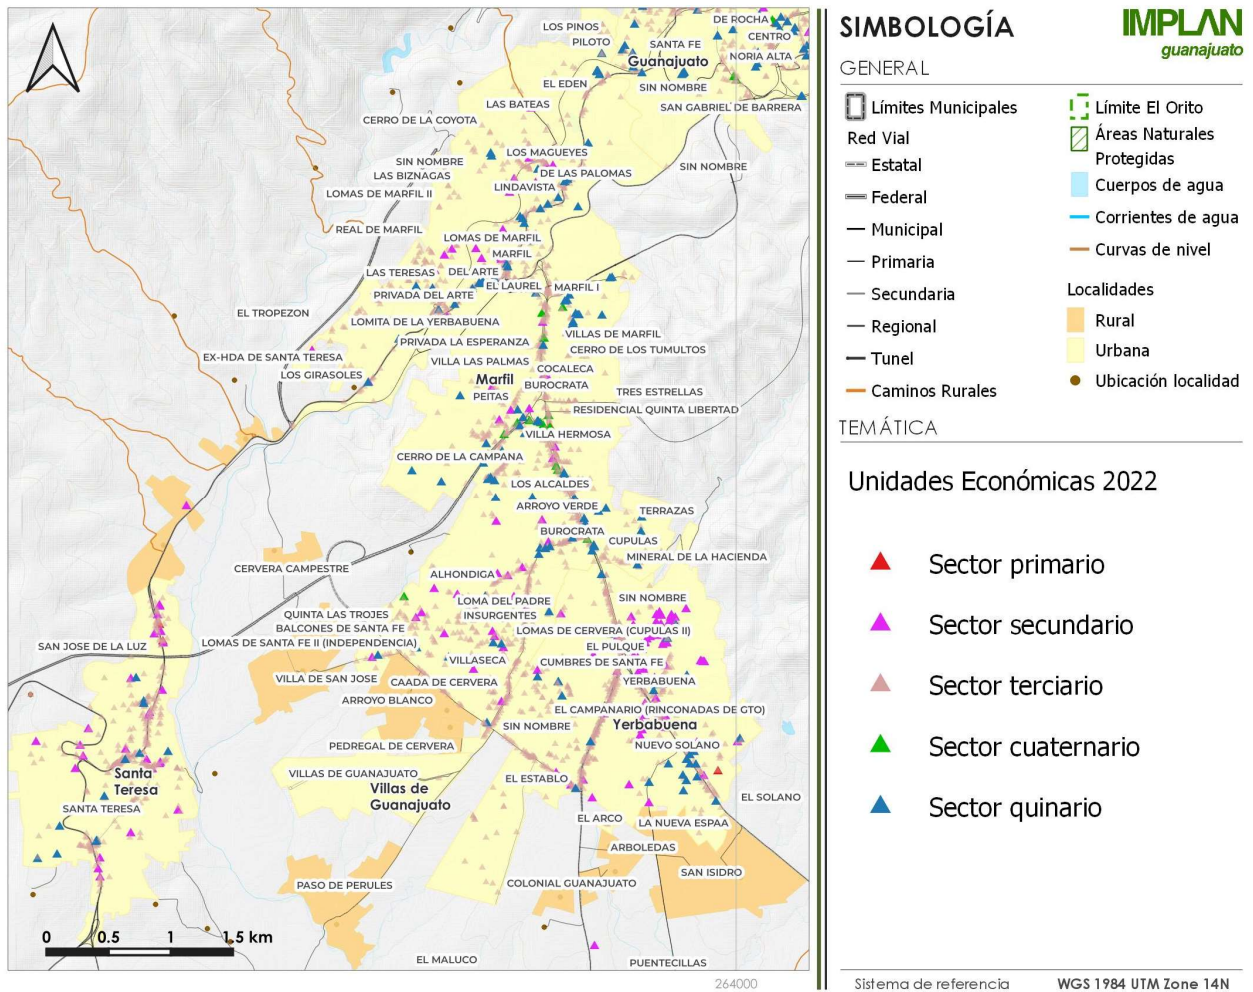 LOS PINOS
DE ROCHA
PILOTO
SANTA FE
CENTRO
Guanajuato
NORIA ALTA
EL EDEN
SIN NOMBRE
LAS BATEAS
SAN GABRIEL DE BARRERA
CERRO DE LA COYOTA
LOS MAGUEYES
SIN NOMBRE
SIN NOMBRE
LAS BIZNAGAS
DE LAS PALOMAS
LOMAS DE MARFIL II
LINDAVISTA
REAL DE MARFIL
LOMAS DE MARFIL
MARFIL
LAS TERESAS
DEL ARTE
EL LAUREL
MARFIL I
PRIVADA DEL ARTE
EL TROPEZON
LOMITA DE LA YERBABUENA
PRIVADA LA ESPERANZA
VILLAS DE MARFIL
CERRO DE LOS TUMULTOS
EX-HDA DE SANTA TERESA
VILLA LAS PALMAS
COCALECA
LOS GIRASOLES
Marfil
BUROCRATA
PEITAS
TRES ESTRELLAS
RESIDENCIAL QUINTA LIBERTAD
VILLA HERMOSA
CERRO DE LA CAMPANA
LOS ALCALDES
ARROYO VERDE
TERRAZAS
BUROCRATA
CUPULAS
MINERAL DE LA HACIENDA
CERVERA CAMPESTRE
ALHONDIGA
LOMA DEL PADRE
SIN NOMBRE
QUINTA LAS TROJES
INSURGENTES
BALCONES DE SANTA FE
LOMAS DE CERVERA (CUPULAS II)
SAN JOSE DE LA LUZ
LOMAS DE SANTA FE II (INDEPENDENCIA)
EL PULQUE
VILLASECA
CUMBRES DE SANTA FE
VILLA DE SAN JOSE
CAADA DE CERVERA
YERBABUENA
ARROYO BLANCO
EL CAMPANARIO (RINCONADAS DE GTO)
SIN NOMBRE
Yerbabuena
PEDREGAL DE CERVERA
NUEVO SOLANO
Santa
Teresa
VILLAS DE GUANAJUATO
EL ESTABLO
Villas de
Guanajuato
EL SOLANO
SANTA TERESA
EL ARCO
LA NUEVA ESPAA
ARBOLEDAS
SAN ISIDRO
PASO DE PERULES
COLONIAL GUANAJUATO
0 0.5 1 1.5 km
EL MALUCO
PUENTECILLAS
264000
SIMBOLOGÍA
IMPLAN
guanajuato
GENERAL
Límites Municipales
Red Vial
Estatal
Federal
Municipal
Primaria
Secundaria
Regional
Tunel
Caminos Rurales
Límite El Orito
Áreas Naturales
Protegidas
Cuerpos de agua
Corrientes de agua
Curvas de nivel
Localidades
Rural
Urbana
Ubicación localidad
TEMÁTICA
Unidades Económicas 2022
Sector primario
Sector secundario
Sector terciario
Sector cuaternario
Sector quinario
Sistema de referencia WGS 1984 UTM Zone 14N